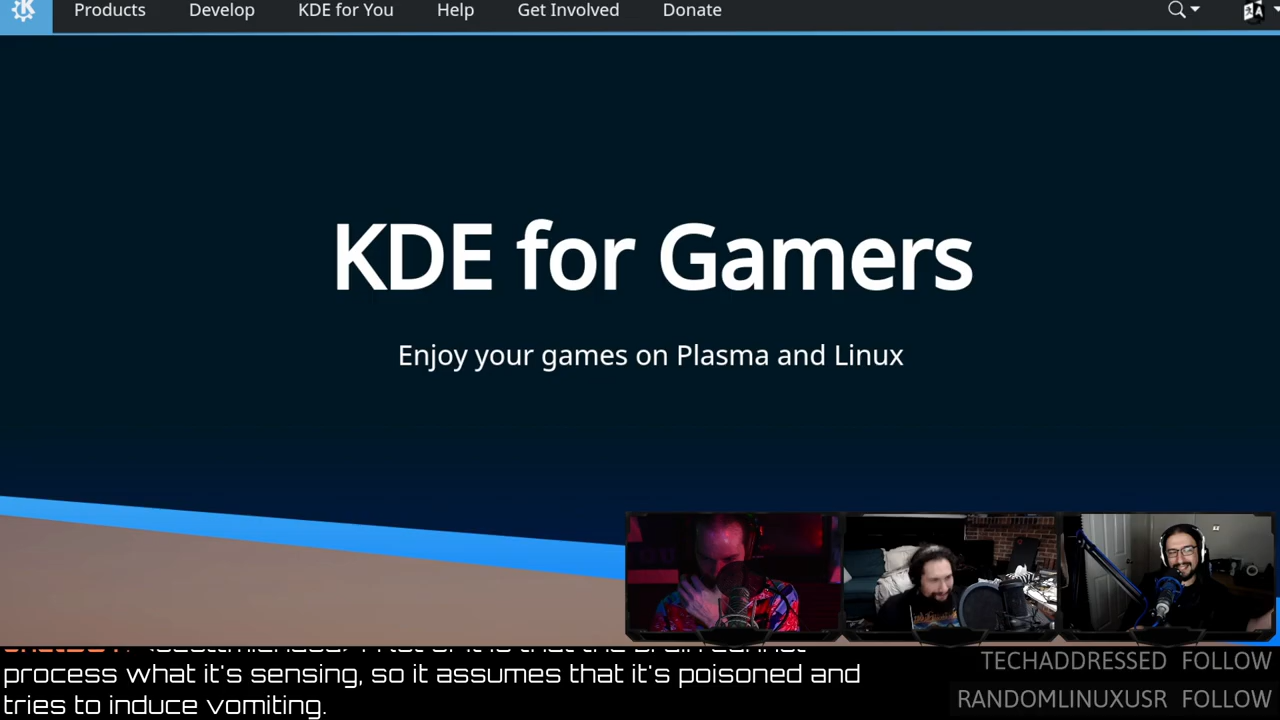 Products Develop KDE for You Help Get Involved Donate
KDE for Gamers
Enjoy your games on Plasma and Linux
process what it's sensing, so it assumes that it's poisoned and
tries to induce vomiting.
TECHADDRESSED FOLLOW
RANDOMLINUXUSR FOLLOW